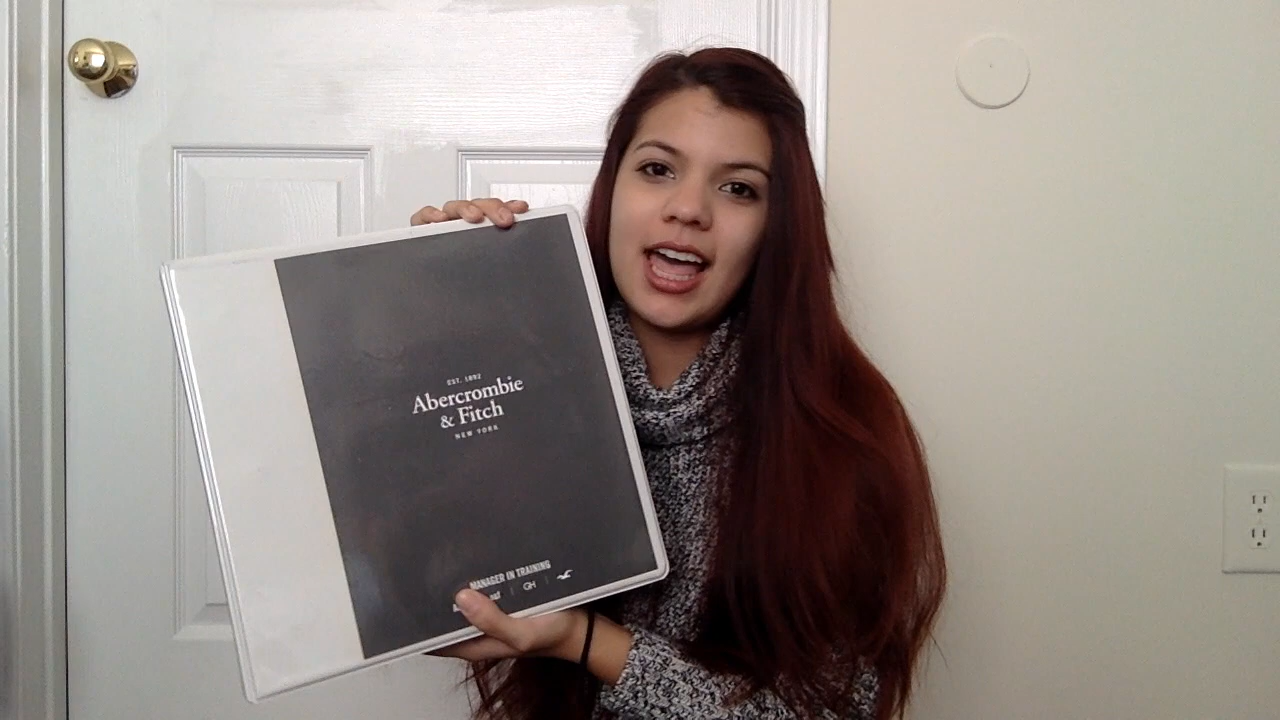 EST. 1892
Abercrombie
& Fitch
NEW YORK
MANAGER IN TRAINING
GH